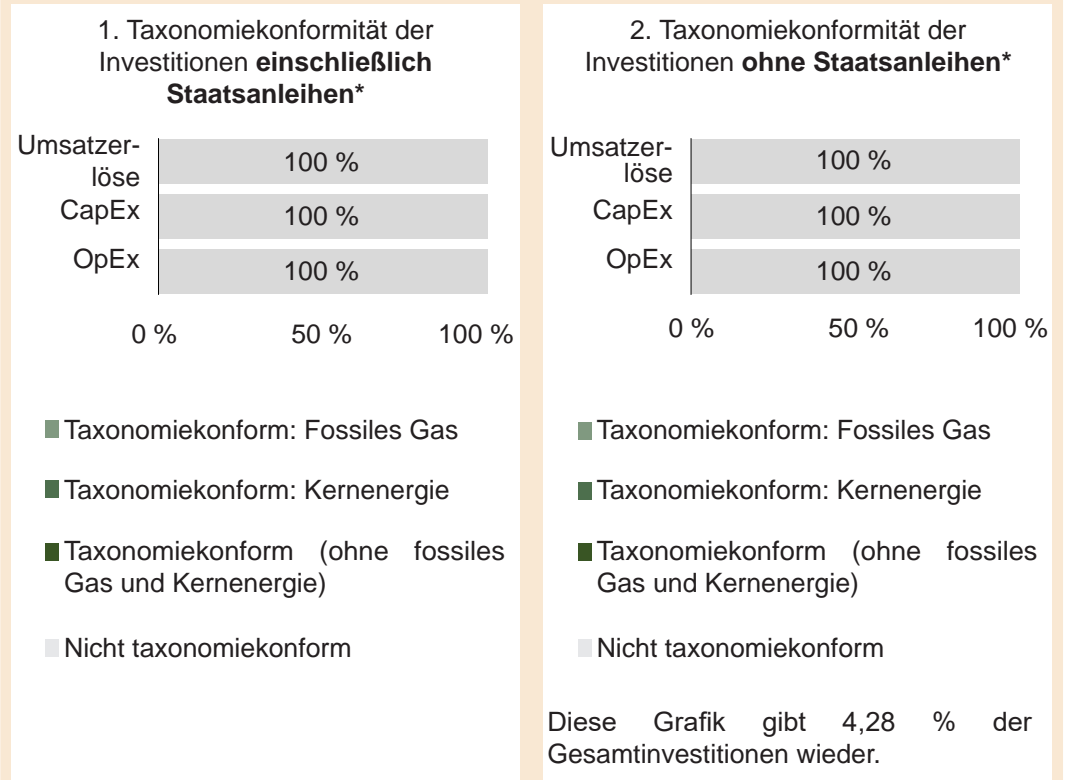 1. Taxonomiekonformität der
Investitionen einschließlich
Staatsanleihen*
Umsatzer-
löse
100 %
CapEx
100 %
OpEx
100 %
0 %
50 %
100 %
Taxonomiekonform: Fossiles Gas
Taxonomiekonform: Kernenergie
Taxonomiekonform (ohne fossiles
Gas und Kernenergie)
Nicht taxonomiekonform
2. Taxonomiekonformität der
Investitionen ohne Staatsanleihen*
Umsatzer-
löse
100 %
CapEx
100 %
OpEx
100 %
0 %
50 %
100 %
Taxonomiekonform: Fossiles Gas
Taxonomiekonform: Kernenergie
Taxonomiekonform (ohne fossiles
Gas und Kernenergie)
Nicht taxonomiekonform
Diese Grafik gibt 4,28 % der
Gesamtinvestitionen wieder.